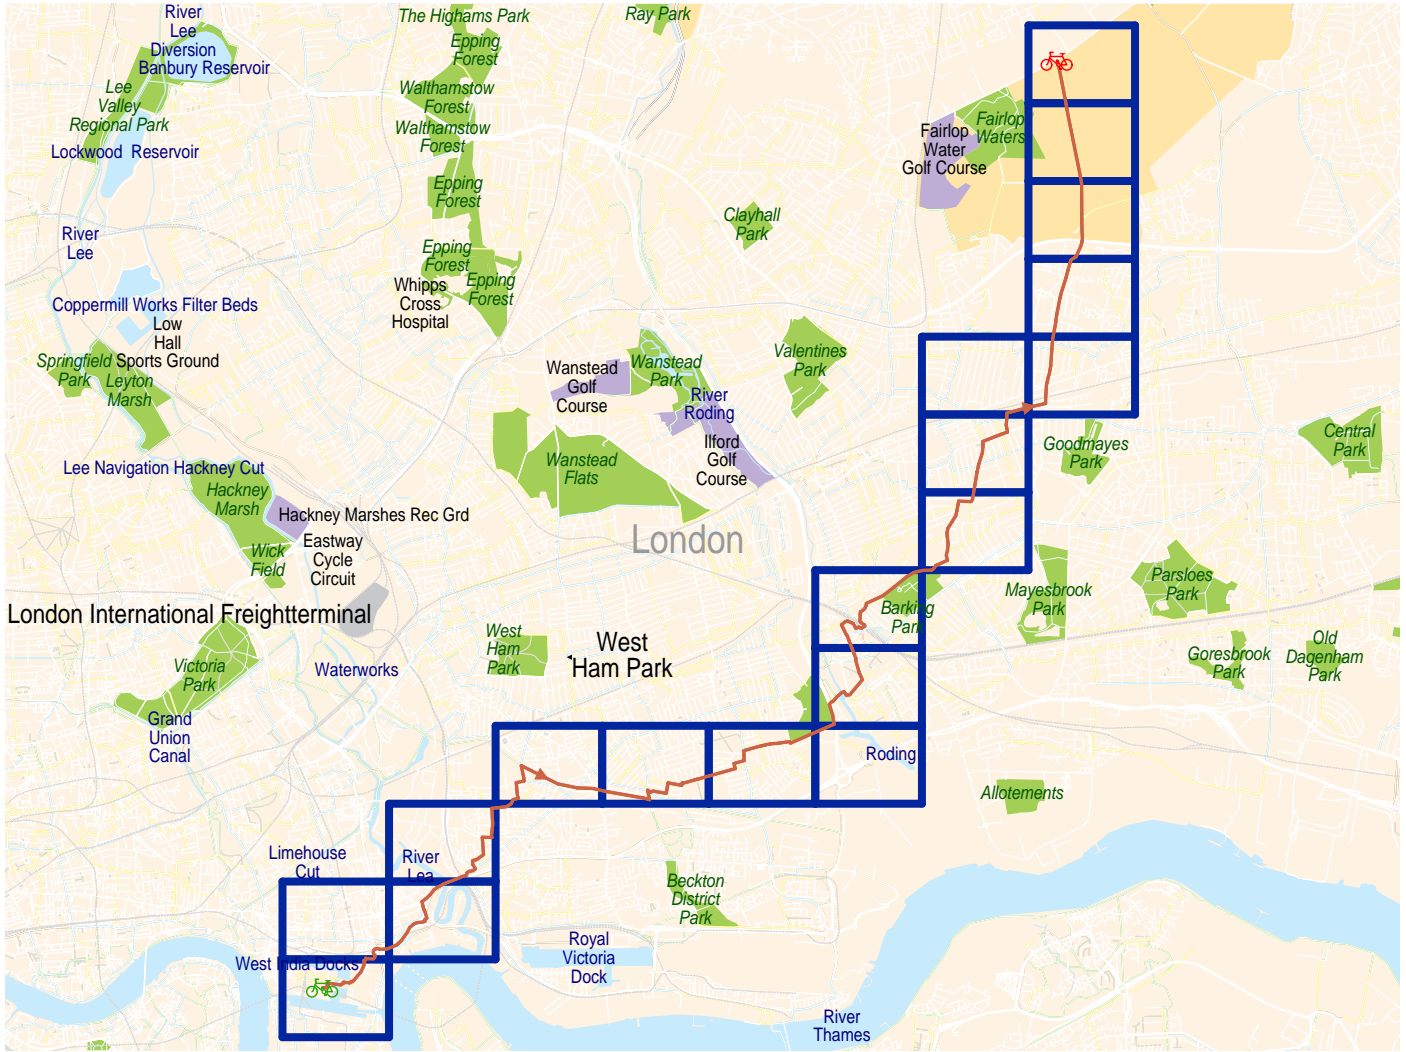 River
Lee
Diversion
Banbury Reservoir
The Highams Park
Ray Park
Epping
Forest
Lee
Valley
Regional Park
Walthamstow
Forest
Walthamstow
Forest
Lockwood  Reservoir
Fairlop
Waters
Fairlop
Water
Golf Course
Epping
Forest
Clayhall
Park
River
Lee
Epping
Forest
Epping
Forest
Whipps
Cross
Hospital
Coppermill Works Filter Beds
Low
Hall
Sports Ground
Springfield
Park
Leyton
Marsh
Wanstead
Golf
Course
Wanstead
Park
Valentines
Park
River
Roding
Ilford
Golf
Course
Goodmayes
Park
Central
Park
Lee Navigation Hackney Cut
Hackney
Marsh
Wanstead
Flats
Hackney Marshes Rec Grd
London
Eastway
Cycle
Circuit
Wick
Field
Mayesbrook
Park
Parsloes
Park
Barking
Park
London International Freightterminal
West
Ham
Park
West
Ham Park
Goresbrook
Park
Old
Dagenham
Park
Victoria
Park
Waterworks
Grand
Union
Canal
Roding
Allotements
Limehouse
Cut
River
Lea
Beckton
District
Park
West India Docks
Royal
Victoria
Dock
River
Thames